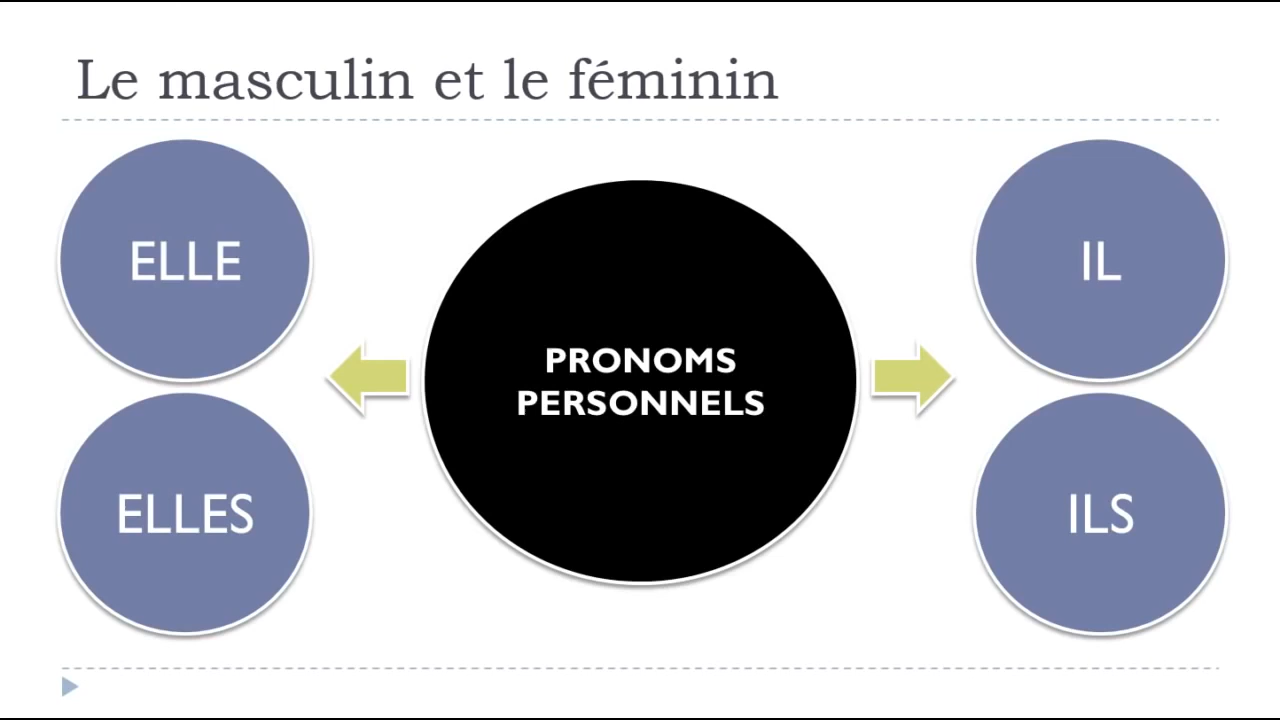 Le masculin et le féminin
ELLE
ELLES
PRONOMS
PERSONNELS
IL
ILS